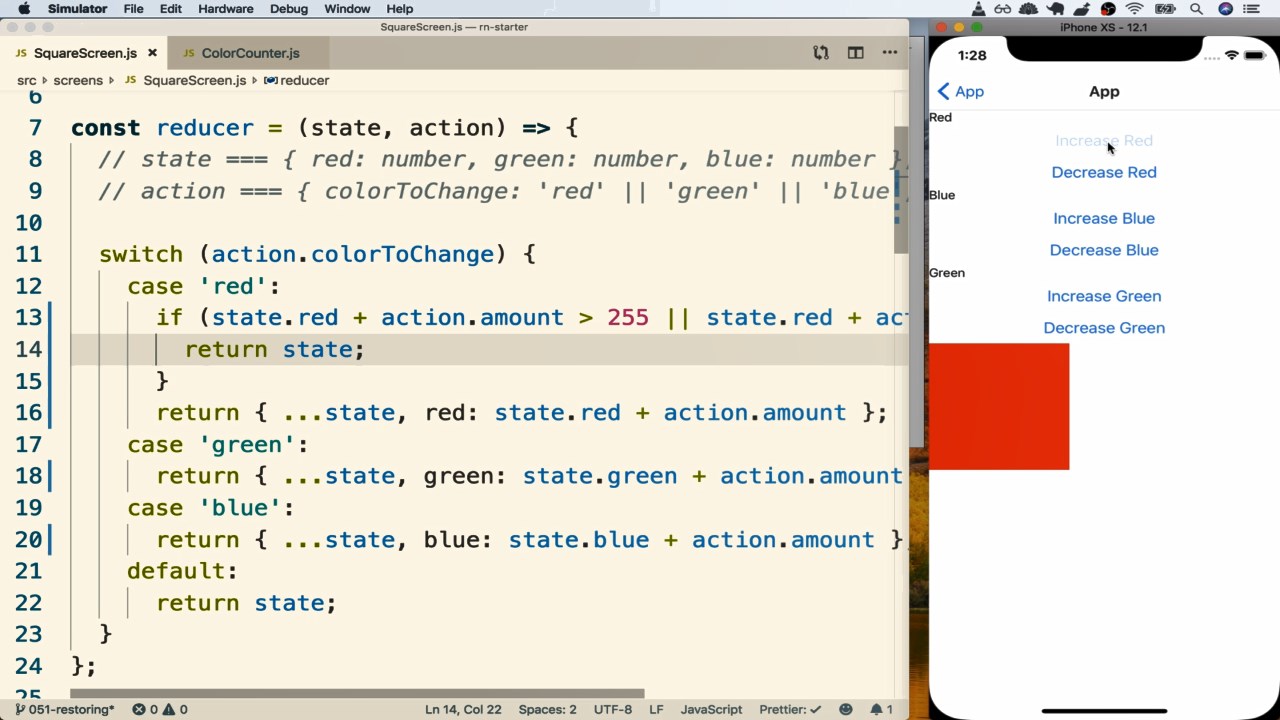 Simulator File Edit Hardware Debug Window Help
SquareScreen.js — rn-starter
JS SquareScreen.js × JS ColorCounter.js
src screens JS SquareScreen.js reducer
6
7 const reducer = (state, action) => {
8 // state === { red: number, green: number, blue: number }
9 // action === { colorToChange: 'red' || 'green' || 'blue'
10
11 switch (action.colorToChange) {
12 case 'red':
13 if (state.red + action.amount > 255 || state.red + ac
14 return state;
15 }
16 return { ...state, red: state.red + action.amount };
17 case 'green':
18 return { ...state, green: state.green + action.amount
19 case 'blue':
20 return { ...state, blue: state.blue + action.amount }
21 default:
22 return state;
23 }
24 };
25
051-restoring* 0 0 Ln 14, Col 22 Spaces: 2 UTF-8 LF JavaScript Prettier: ✓ 1
iPhone XS - 12.1
1:28
App App
Red
Increase Red
Decrease Red
Blue
Increase Blue
Decrease Blue
Green
Increase Green
Decrease Green